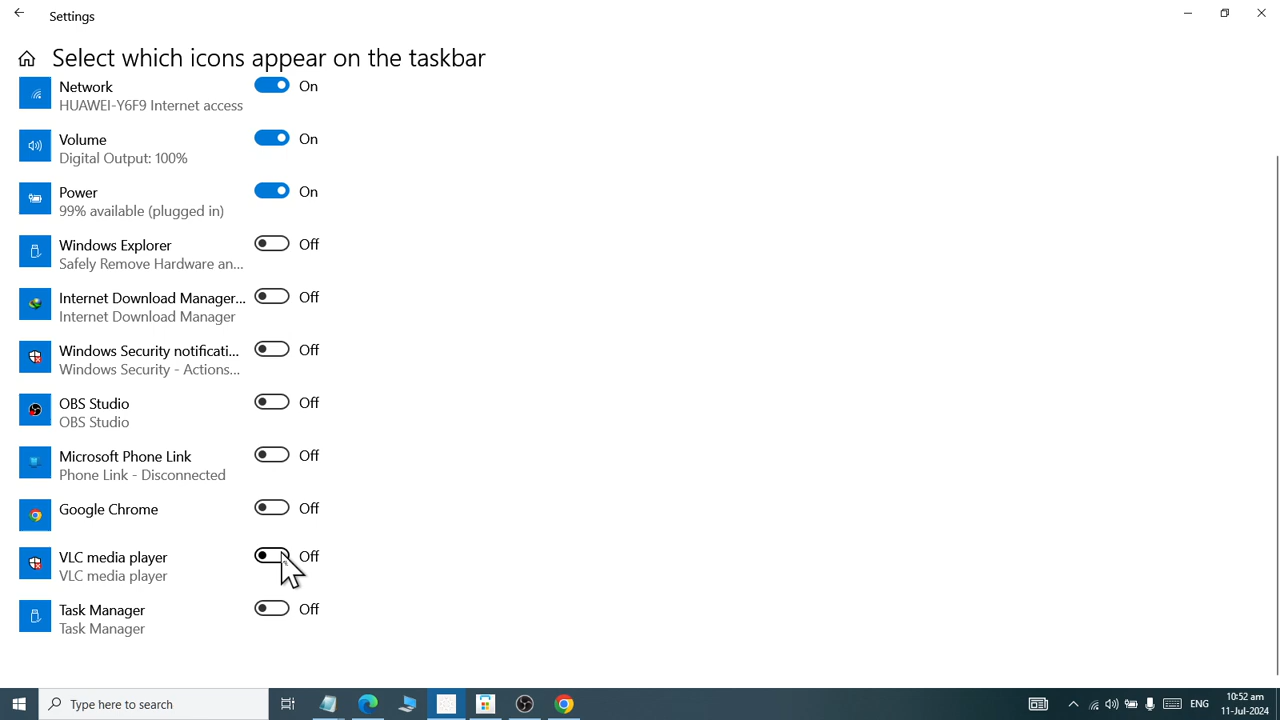 Settings
Select which icons appear on the taskbar
Network
On
HUAWEI-Y6F9 Internet access
Volume
On
Digital Output: 100%
Power
On
99% available (plugged in)
Windows Explorer
Off
Safely Remove Hardware an...
Internet Download Manager...
Off
Internet Download Manager
Windows Security notificati...
Off
Windows Security - Actions...
OBS Studio
Off
OBS Studio
Microsoft Phone Link
Off
Phone Link - Disconnected
Google Chrome
Off
VLC media player
Off
VLC media player
Task Manager
Off
Task Manager
Type here to search
ENG
10:52 am
11-Jul-2024